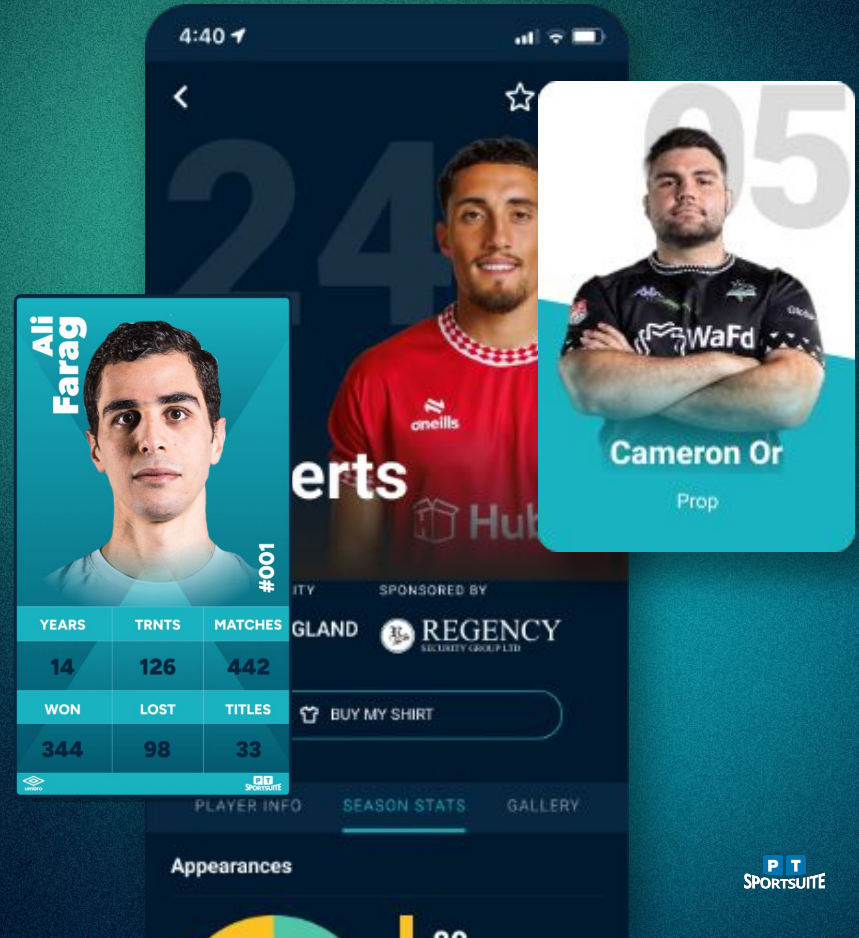 4:40
24
05
oneills
WaFd
Ali
Farag
erts
Hub
Cameron Or
Prop
#001
ITY
SPONSORED BY
GLAND
REGENCY
SECURITY GROUP LTD
YEARS
TRNTS
MATCHES
14
126
442
BUY MY SHIRT
WON
LOST
TITLES
344
98
33
umbro
PT
SPORTSUITE
PLAYER INFO
SEASON STATS
GALLERY
Appearances
PT
SPORTSUITE